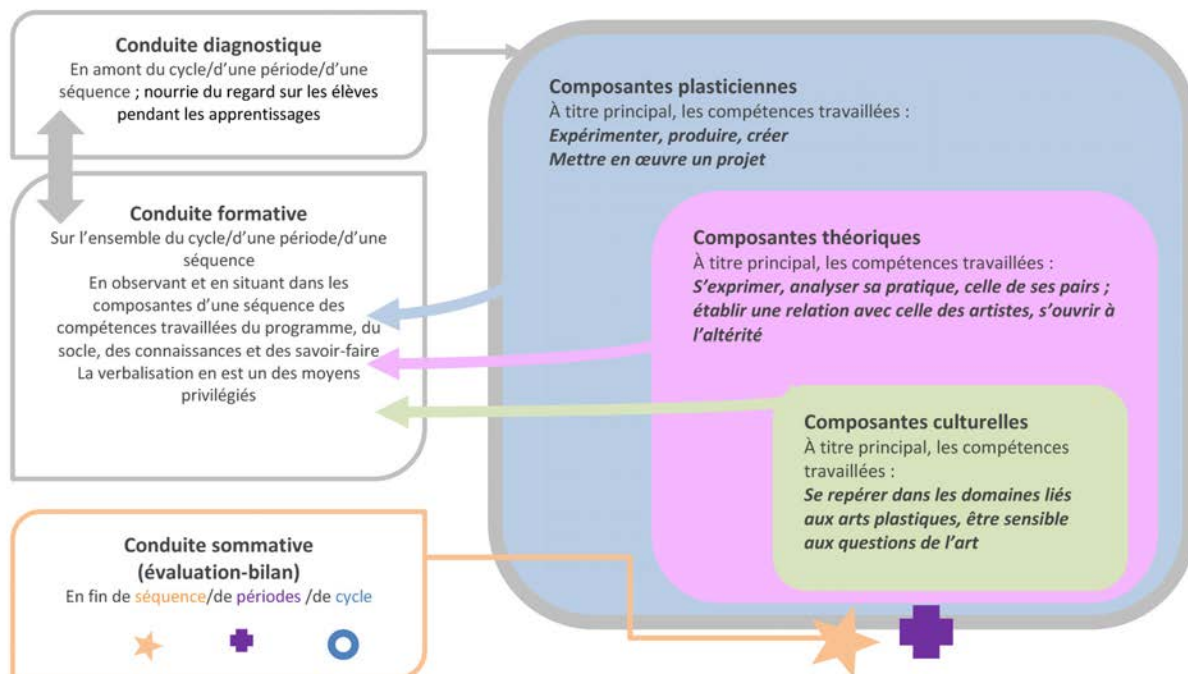 Conduite diagnostique
En amont du cycle/d’une période/d’une
séquence ; nourrie du regard sur les élèves
pendant les apprentissages
Conduite formative
Sur l’ensemble du cycle/d’une période/d’une
séquence
En observant et en situant dans les
composantes d’une séquence des
compétences travaillées du programme, du
socle, des connaissances et des savoir-faire
La verbalisation en est un des moyens
privilégiés
Conduite sommative
(évaluation-bilan)
En fin de séquence/de périodes /de cycle
Composantes plasticiennes
À titre principal, les compétences travaillées :
Expérimenter, produire, créer
Mettre en œuvre un projet
Composantes théoriques
À titre principal, les compétences travaillées :
S’exprimer, analyser sa pratique, celle de ses pairs ;
établir une relation avec celle des artistes, s’ouvrir à
l’altérité
Composantes culturelles
À titre principal, les compétences
travaillées :
Se repérer dans les domaines liés
aux arts plastiques, être sensible
aux questions de l’art